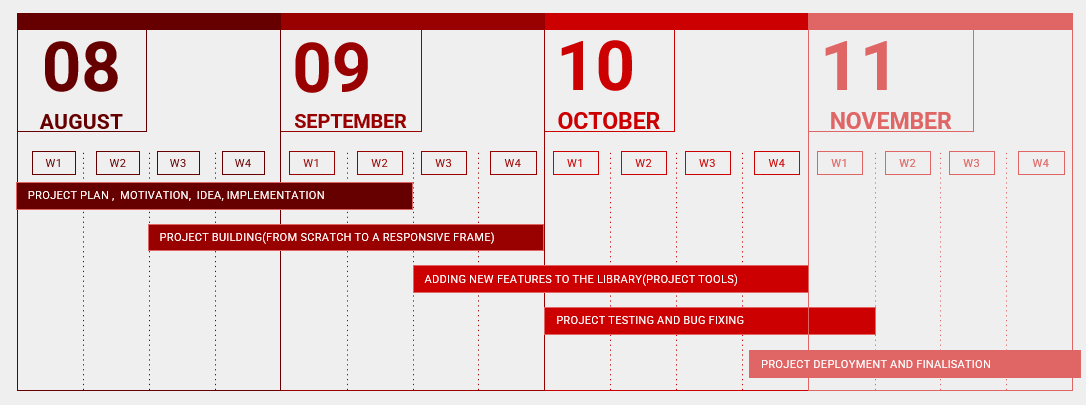 08
AUGUST
09
SEPTEMBER
10
OCTOBER
11
NOVEMBER
W1 W2 W3 W4 W1 W2 W3 W4 W1 W2 W3 W4 W1 W2 W3 W4
PROJECT PLAN , MOTIVATION, IDEA, IMPLEMENTATION
PROJECT BUILDING(FROM SCRATCH TO A RESPONSIVE FRAME)
ADDING NEW FEATURES TO THE LIBRARY(PROJECT TOOLS)
PROJECT TESTING AND BUG FIXING
PROJECT DEPLOYMENT AND FINALISATION